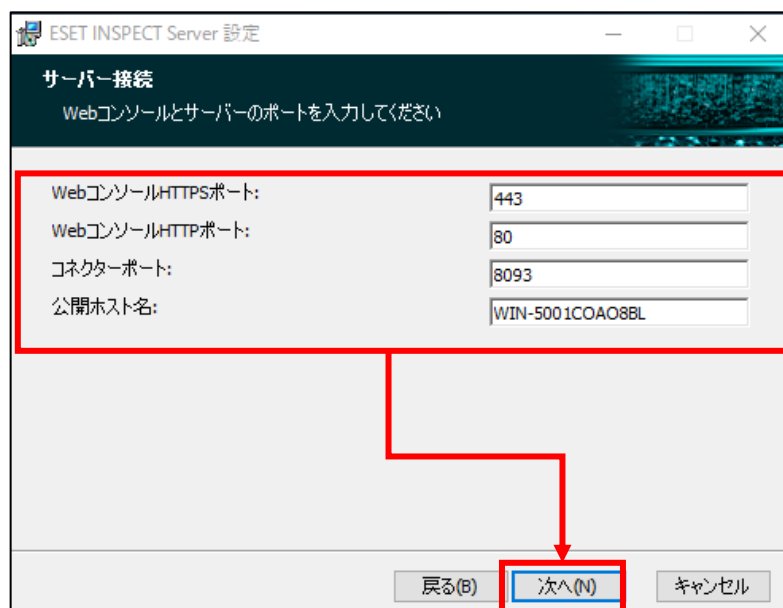 ESET INSPECT Server 設定
サーバー接続
Webコンソールとサーバーのポートを入力してください
WebコンソールHTTPSポート: 443
WebコンソールHTTPポート: 80
コネクターポート: 8093
公開ホスト名: WIN-5001COAO8BL
戻る(B) 次へ(N) キャンセル